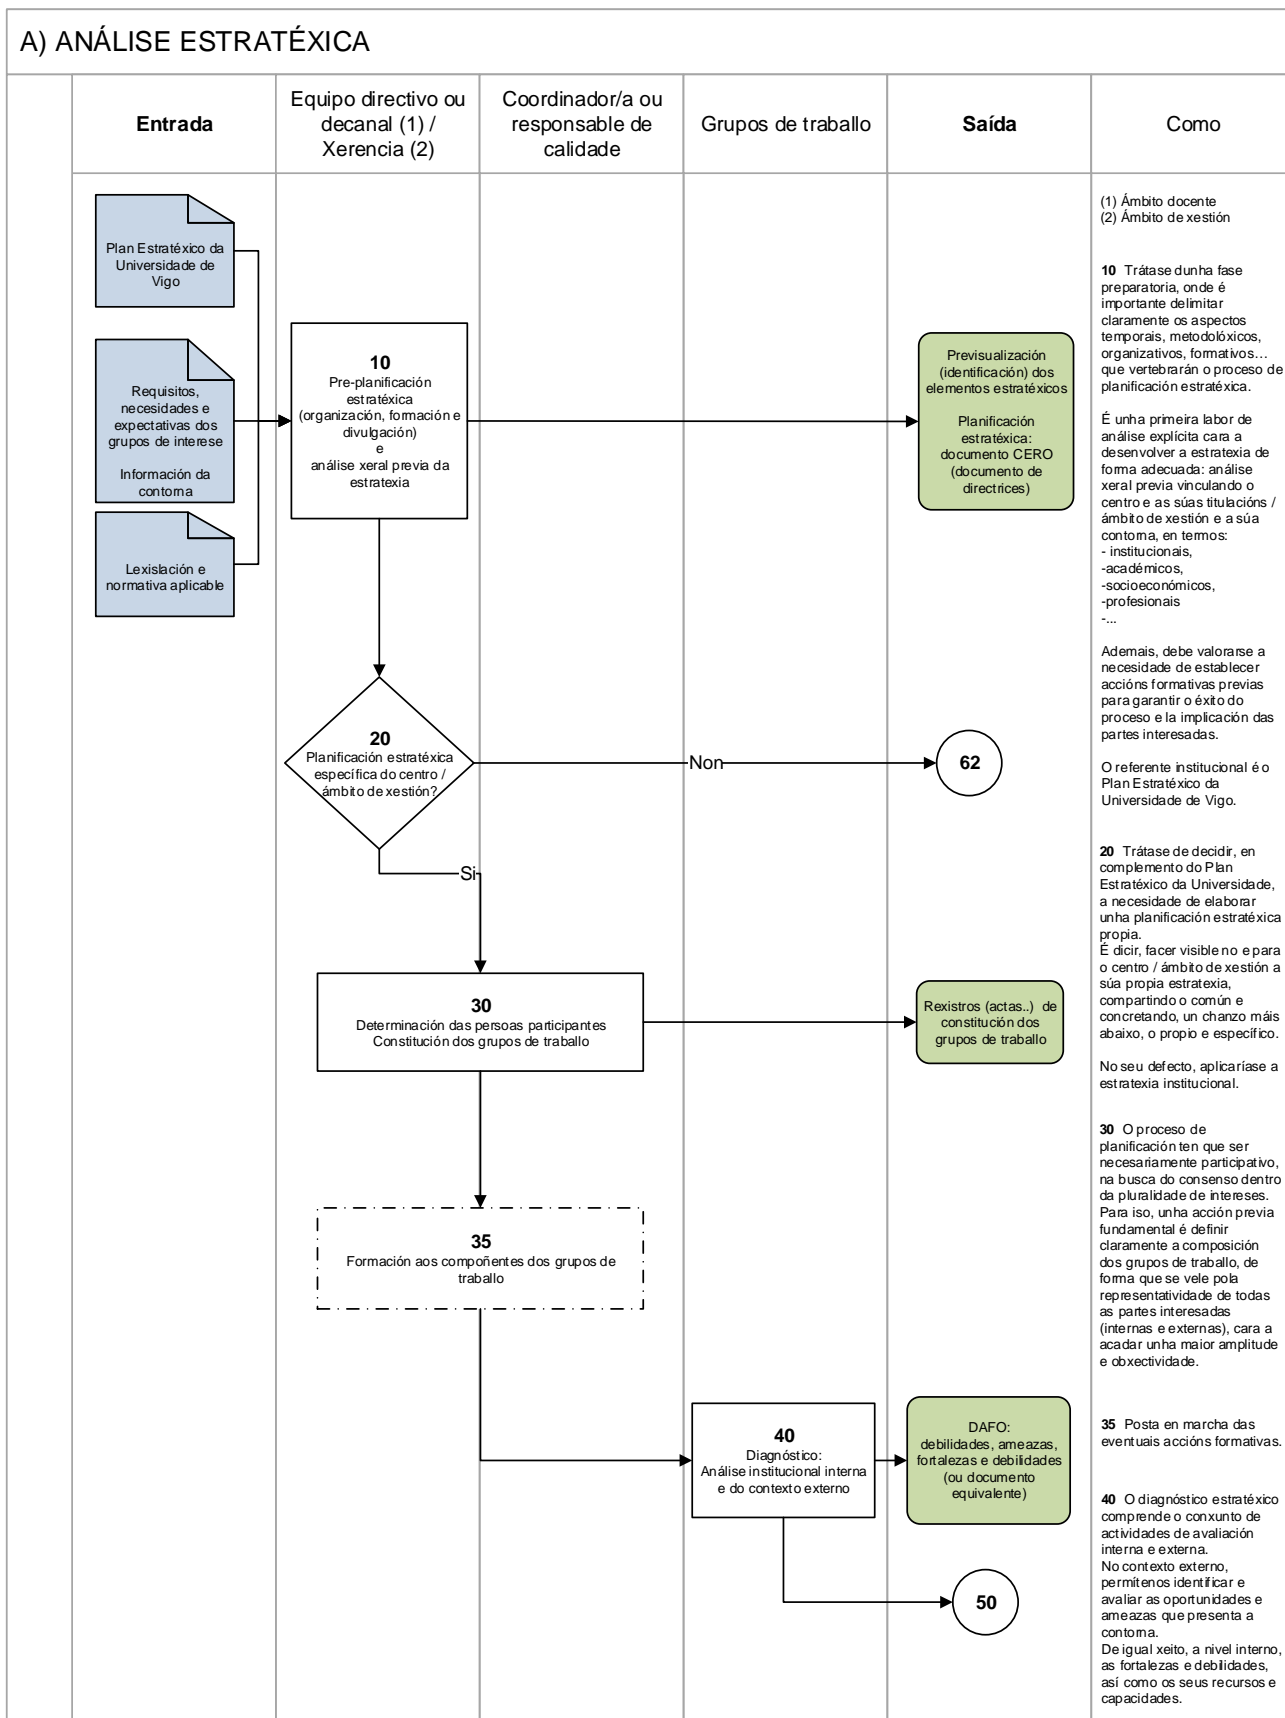 A) ANÁLISE ESTRATÉXICA
Entrada
Equipo directivo ou
decanal (1) /
Xerencia (2)
Coordinador/a ou
responsable de
calidade
Grupos de traballo
Saída
Como
Plan Estratéxico da
Universidade de
Vigo
Requisitos,
necesidades e
expectativas dos
grupos de interese
Información da
contorna
Lexislación e
normativa aplicable
10
Pre-planificación
estratéxica
(organización, formación e
divulgación)
e
análise xeral previa da
estratexia
Previsualización
(identificación) dos
elementos estratéxicos
Planificación
estratéxica:
documento CERO
(documento de
directrices)
20
Planificación estratéxica
específica do centro /
ámbito de xestión?
Non
62
Si
30
Determinación das persoas participantes
Constitución dos grupos de traballo
Rexistros (actas..)  de
constitución dos
grupos de traballo
35
Formación aos compoñentes dos grupos de
traballo
40
Diagnóstico:
Análise institucional interna
e do contexto externo
DAFO:
debilidades, ameazas,
fortalezas e debilidades
(ou documento
equivalente)
50
(1) Ámbito docente
(2) Ámbito de xestión
10  Trátase dunha fase
preparatoria, onde é
importante delimitar
claramente os aspectos
temporais, metodolóxicos,
organizativos, formativos…
que vertebrarán o proceso de
planificación estratéxica.
É unha primeira labor de
análise explícita cara a
desenvolver a estratexia de
forma adecuada: análise
xeral previa vinculando o
centro e as súas titulacións /
ámbito de xestión e a súa
contorna, en termos:
- institucionais,
-académicos,
-socioeconómicos,
-profesionais
-...
Ademais, debe valorarse a
necesidade de establecer
accións formativas previas
para garantir o éxito do
proceso e la implicación das
partes interesadas.
O referente institucional é o
Plan Estratéxico da
Universidade de Vigo.
20  Trátase de decidir, en
complemento do Plan
Estratéxico da Universidade,
a necesidade de elaborar
unha planificación estratéxica
propia.
É dicir, facer visible no e para
o centro / ámbito de xestión a
súa propia estratexia,
compartindo o común e
concretando, un chanzo máis
abaixo, o propio e específico.
No seu defecto, aplicaríase a
estratexia institucional.
30  O proceso de
planificación ten que ser
necesariamente participativo,
na busca do consenso dentro
da pluralidade de intereses.
Para iso, unha acción previa
fundamental é definir
claramente a composición
dos grupos de traballo, de
forma que se vele pola
representatividade de todas
as partes interesadas
(internas e externas), cara a
acadar unha maior amplitude
e obxectividade.
35  Posta en marcha das
eventuais accións formativas.
40  O diagnóstico estratéxico
comprende o conxunto de
actividades de avaliación
interna e externa.
No contexto externo,
permítenos identificar e
avaliar as oportunidades e
ameazas que presenta a
contorna.
De igual xeito, a nivel interno,
as fortalezas e debilidades,
así como os seus recursos e
capacidades.